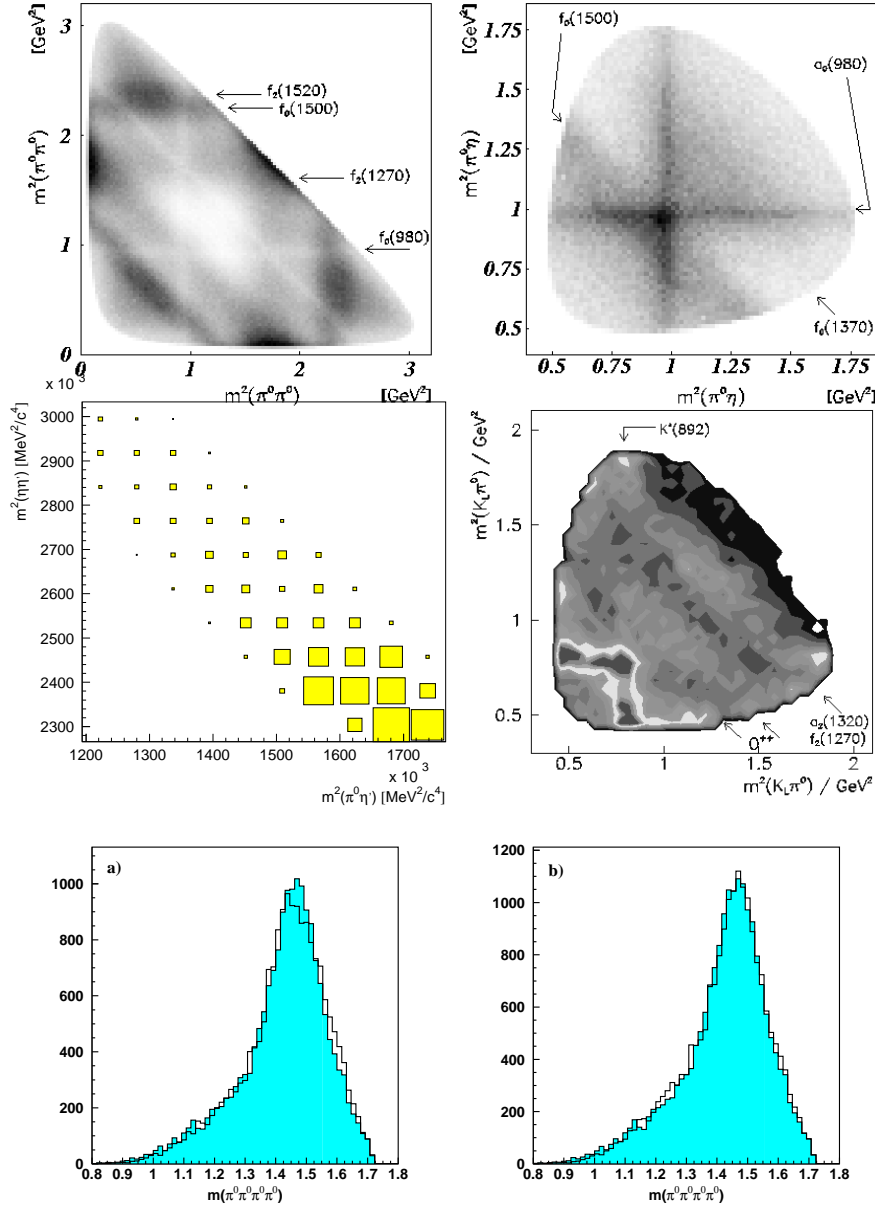 [GeV²]
3
2
1
0
m²(π⁰π⁰)
f₂(1520)
f₀(1500)
f₂(1270)
f₀(980)
0 1 2 3
m²(π⁰π⁰) [GeV²]
[GeV²]
1.75
1.5
1.25
1
0.75
0.5
m²(π⁰η)
f₀(1500)
a₀(980)
f₀(1370)
0.5 0.75 1 1.25 1.5 1.75
m²(π⁰η) [GeV²]
x 10³
3000
2900
2800
2700
2600
2500
2400
2300
m²(ηη') [MeV²/c⁴]
1200 1300 1400 1500 1600 1700
x 10³
m²(π⁰η') [MeV²/c⁴]
2
1.5
1
0.5
m²(K_Lπ⁰) / GeV²
K*(892)
a₂(1320)
f₂(1270)
0⁺⁺
0.5 1 1.5 2
m²(K_Lπ⁰) / GeV²
a)
1000
800
600
400
200
0
0.8 0.9 1 1.1 1.2 1.3 1.4 1.5 1.6 1.7 1.8
m(π⁰π⁰π⁰π⁰)
b)
1200
1000
800
600
400
200
0
0.8 0.9 1 1.1 1.2 1.3 1.4 1.5 1.6 1.7 1.8
m(π⁰π⁰π⁰π⁰)